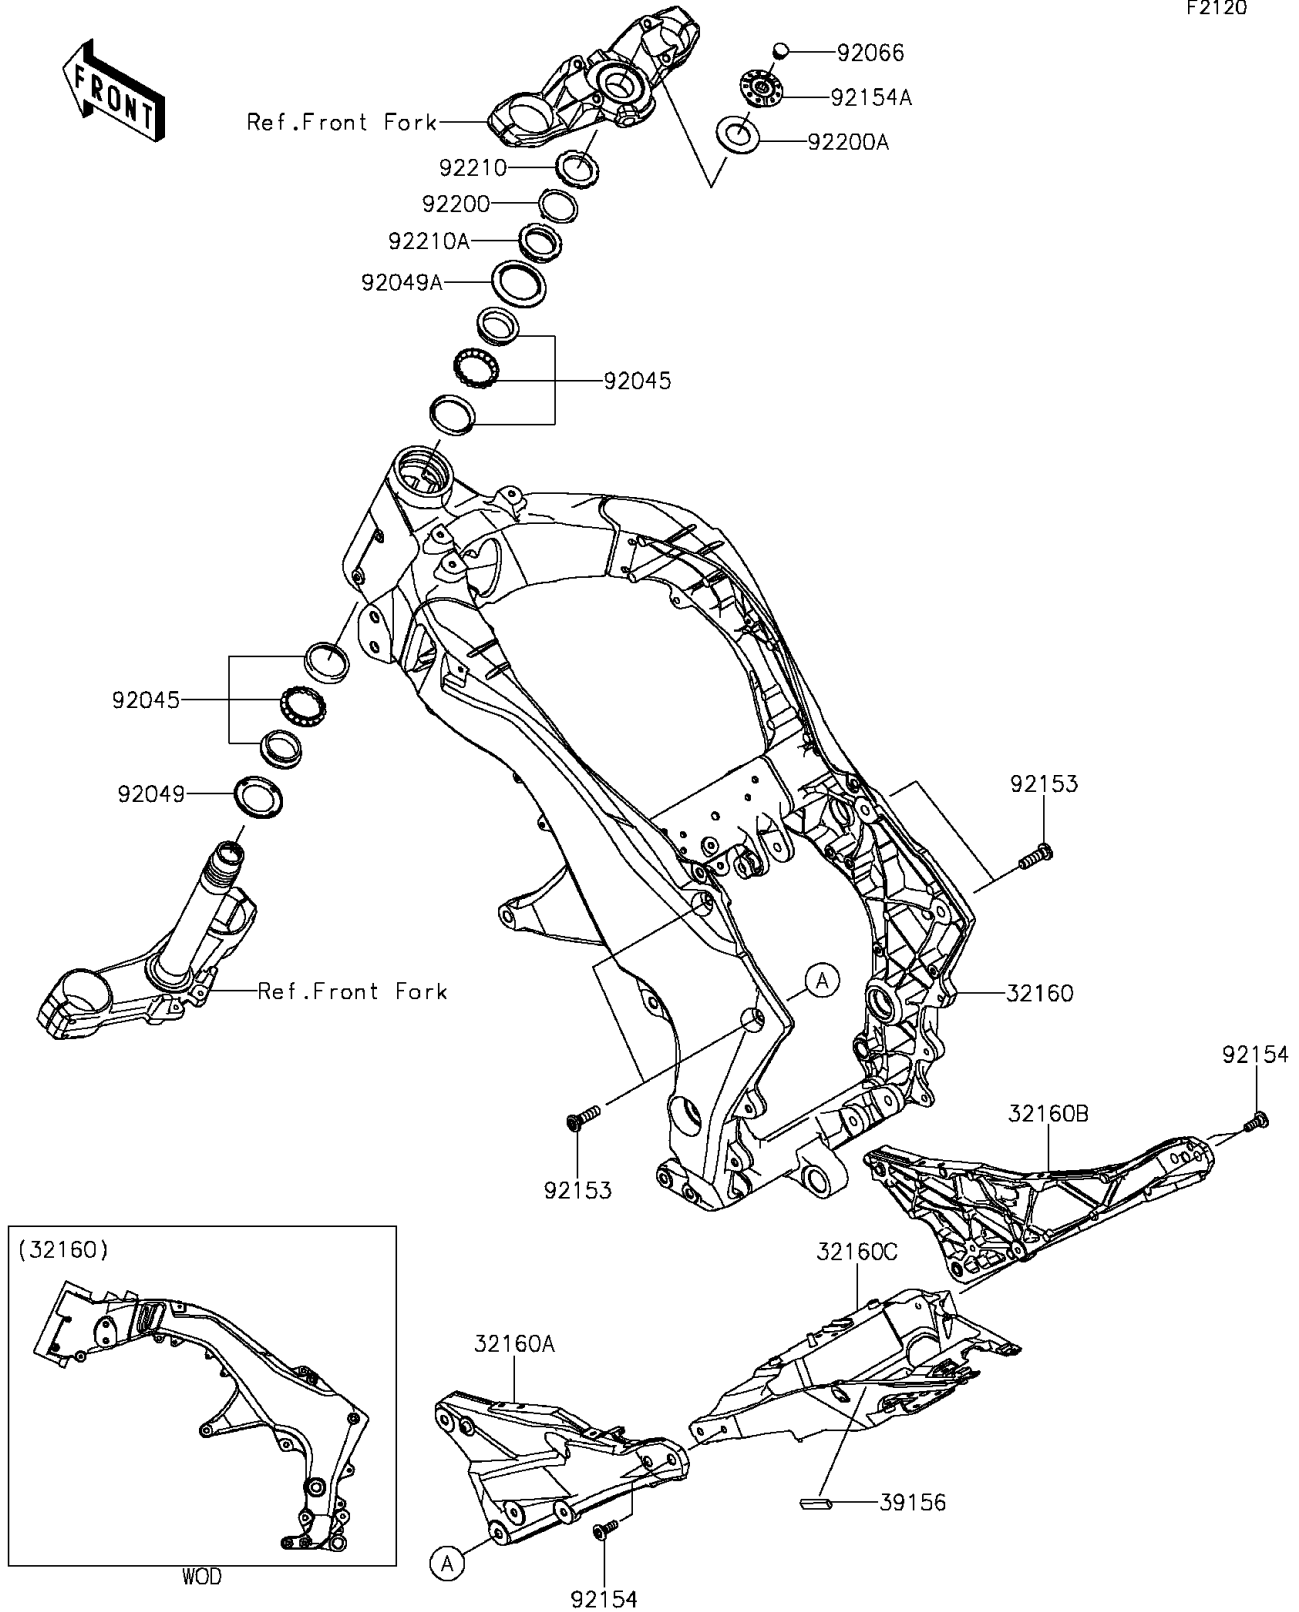 F2120
FRONT
92066
92154A
Ref.Front Fork
92200A
92210
92200
92210A
92049A
92045
92045
92049
92153
Ref.Front Fork
A
32160
92154
32160B
92153
(32160)
32160C
32160A
39156
A
WOD
92154